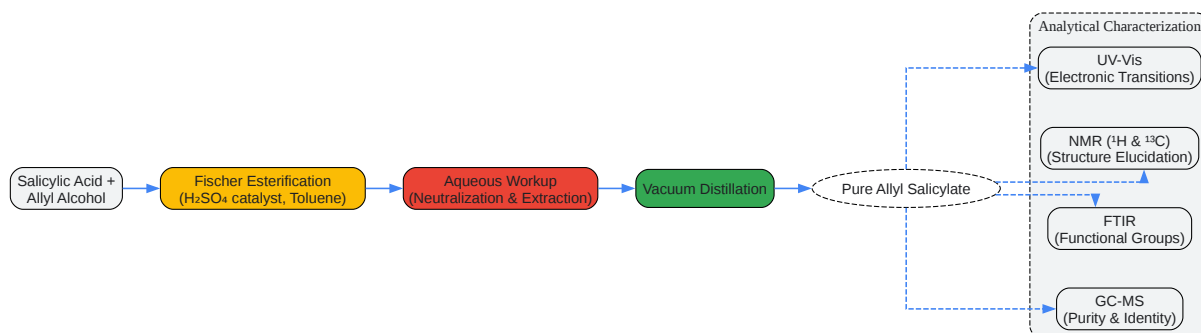 Analytical Characterization
UV-Vis
(Electronic Transitions)
NMR (¹H & ¹³C)
(Structure Elucidation)
Salicylic Acid +
Allyl Alcohol
Fischer Esterification
(H₂SO₄ catalyst, Toluene)
Aqueous Workup
(Neutralization & Extraction)
Vacuum Distillation
Pure Allyl Salicylate
FTIR
(Functional Groups)
GC-MS
(Purity & Identity)